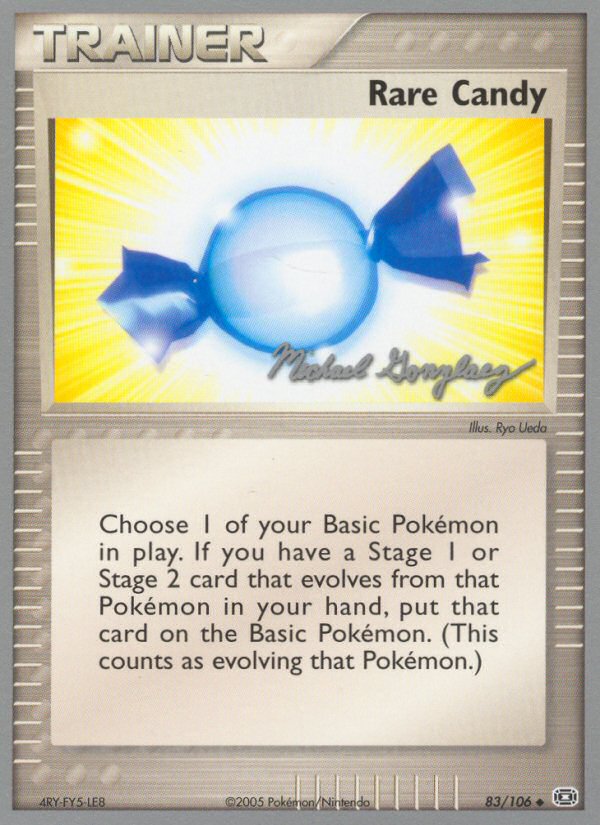 TRAINER
Rare Candy
Michael Gonzlaez
Illus. Ryo Ueda
Choose 1 of your Basic Pokémon
in play. If you have a Stage 1 or
Stage 2 card that evolves from that
Pokémon in your hand, put that
card on the Basic Pokémon. (This
counts as evolving that Pokémon.)
4RY-FY5-LE8
©2005 Pokémon/Nintendo
83/106